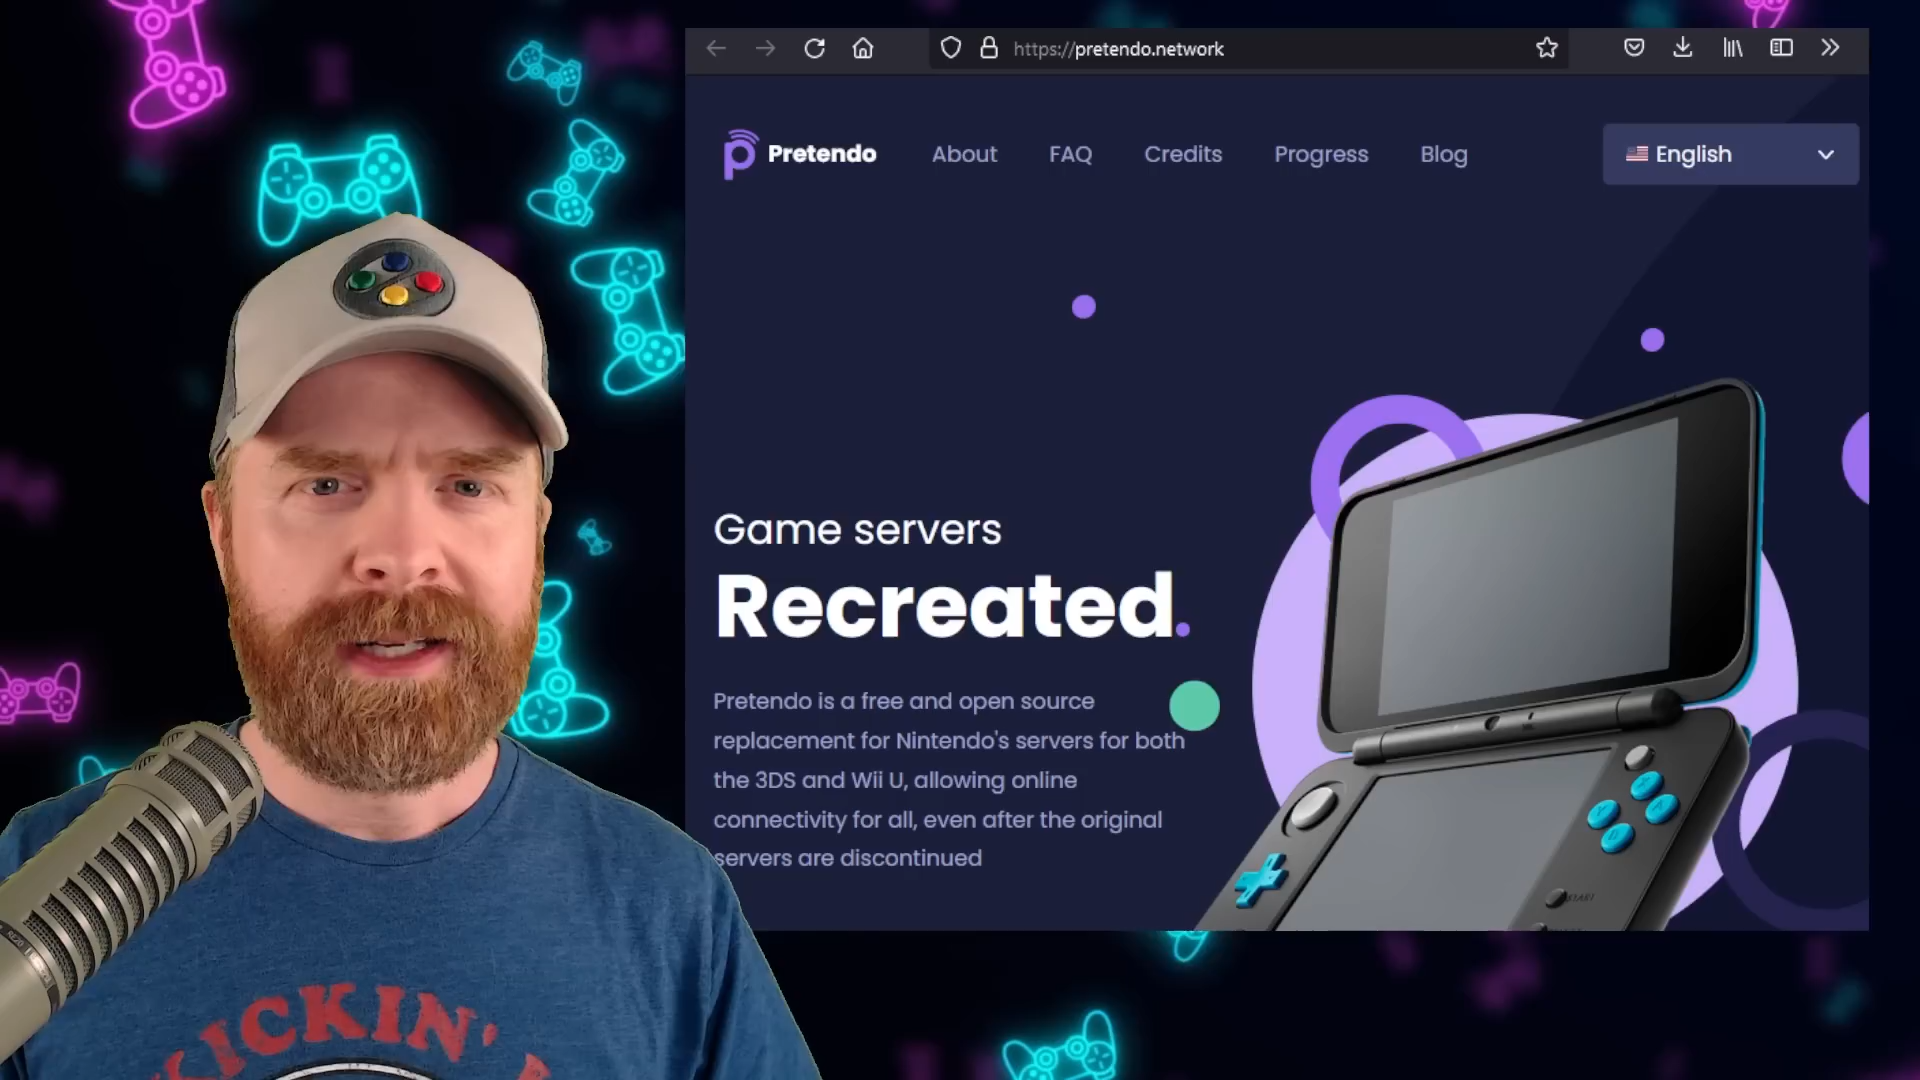 https://pretendo.network
Pretendo
About
FAQ
Credits
Progress
Blog
English
Game servers
Recreated.
Pretendo is a free and open source
replacement for Nintendo's servers for both
the 3DS and Wii U, allowing online
connectivity for all, even after the original
servers are discontinued
KICKIN'